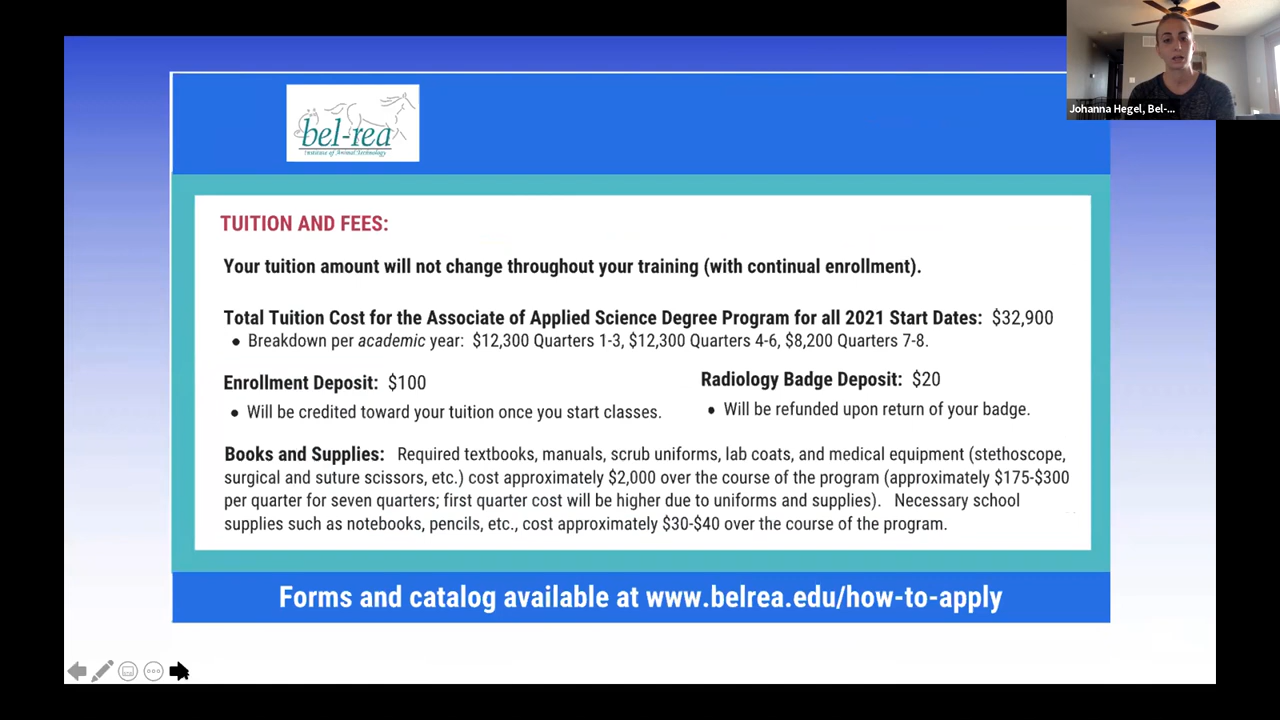 Johanna Hegel, Bel-...
bel-rea
Institute of Animal Technology
TUITION AND FEES:
Your tuition amount will not change throughout your training (with continual enrollment).
Total Tuition Cost for the Associate of Applied Science Degree Program for all 2021 Start Dates: $32,900
• Breakdown per academic year: $12,300 Quarters 1-3, $12,300 Quarters 4-6, $8,200 Quarters 7-8.
Enrollment Deposit: $100
• Will be credited toward your tuition once you start classes.
Radiology Badge Deposit: $20
• Will be refunded upon return of your badge.
Books and Supplies: Required textbooks, manuals, scrub uniforms, lab coats, and medical equipment (stethoscope,
surgical and suture scissors, etc.) cost approximately $2,000 over the course of the program (approximately $175-$300
per quarter for seven quarters; first quarter cost will be higher due to uniforms and supplies). Necessary school
supplies such as notebooks, pencils, etc., cost approximately $30-$40 over the course of the program.
Forms and catalog available at www.belrea.edu/how-to-apply